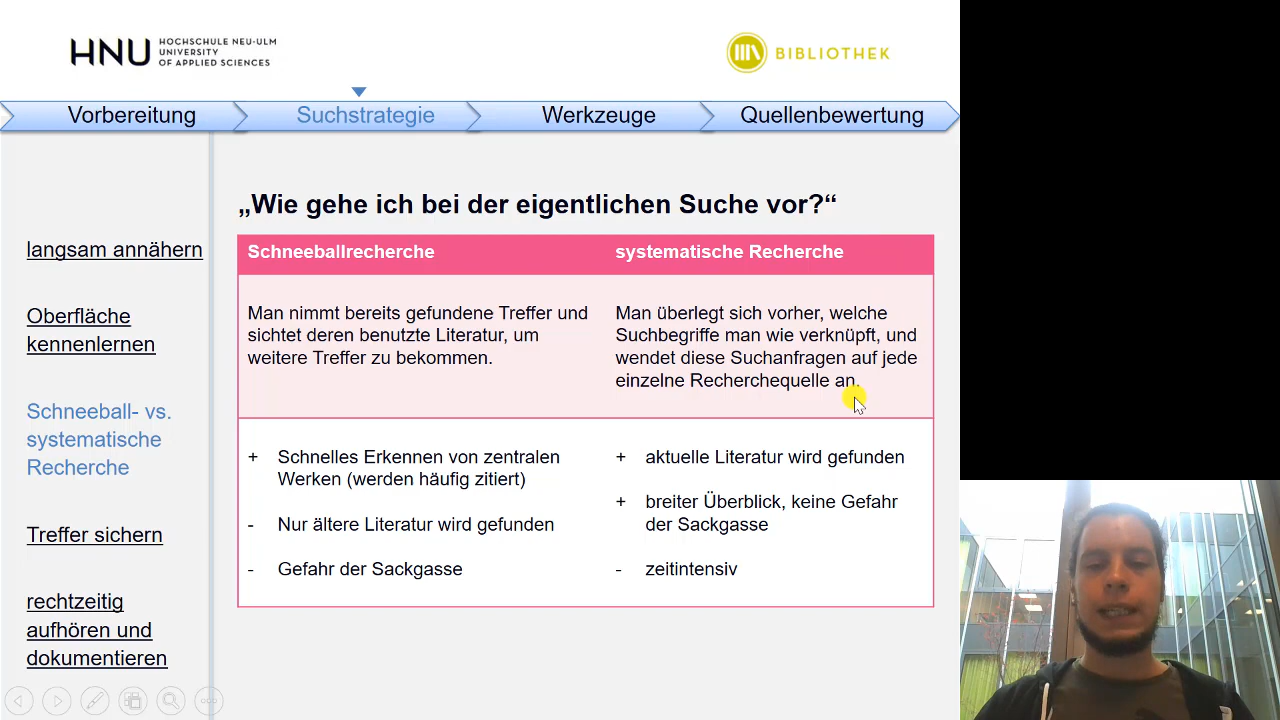 HNU
HOCHSCHULE NEU-ULM
UNIVERSITY
OF APPLIED SCIENCES
BIBLIOTHEK
Vorbereitung
Suchstrategie
Werkzeuge
Quellenbewertung
langsam annähern
Oberfläche
kennenlernen
Schneeball- vs.
systematische
Recherche
Treffer sichern
rechtzeitig
aufhören und
dokumentieren
„Wie gehe ich bei der eigentlichen Suche vor?“
Schneeballrecherche
Man nimmt bereits gefundene Treffer und
sichtet deren benutzte Literatur, um
weitere Treffer zu bekommen.
+ Schnelles Erkennen von zentralen
Werken (werden häufig zitiert)
- Nur ältere Literatur wird gefunden
- Gefahr der Sackgasse
systematische Recherche
Man überlegt sich vorher, welche
Suchbegriffe man wie verknüpft, und
wendet diese Suchanfragen auf jede
einzelne Recherchequelle an.
+ aktuelle Literatur wird gefunden
+ breiter Überblick, keine Gefahr
der Sackgasse
- zeitintensiv